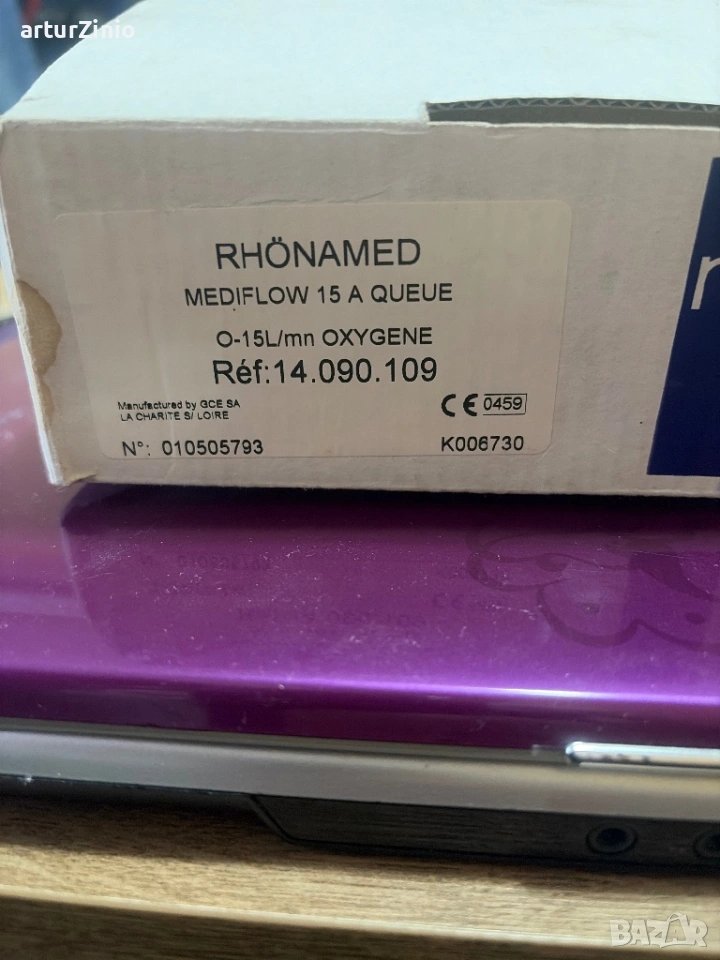 arturZinio
RHÖNAMED
MEDIFLOW 15 A QUEUE
O-15L/mn OXYGENE
Réf:14.090.109
Manufactured by GCE SA
LA CHARITE S/ LOIRE
CE 0459
N°: 010505793
K006730
BAZAR